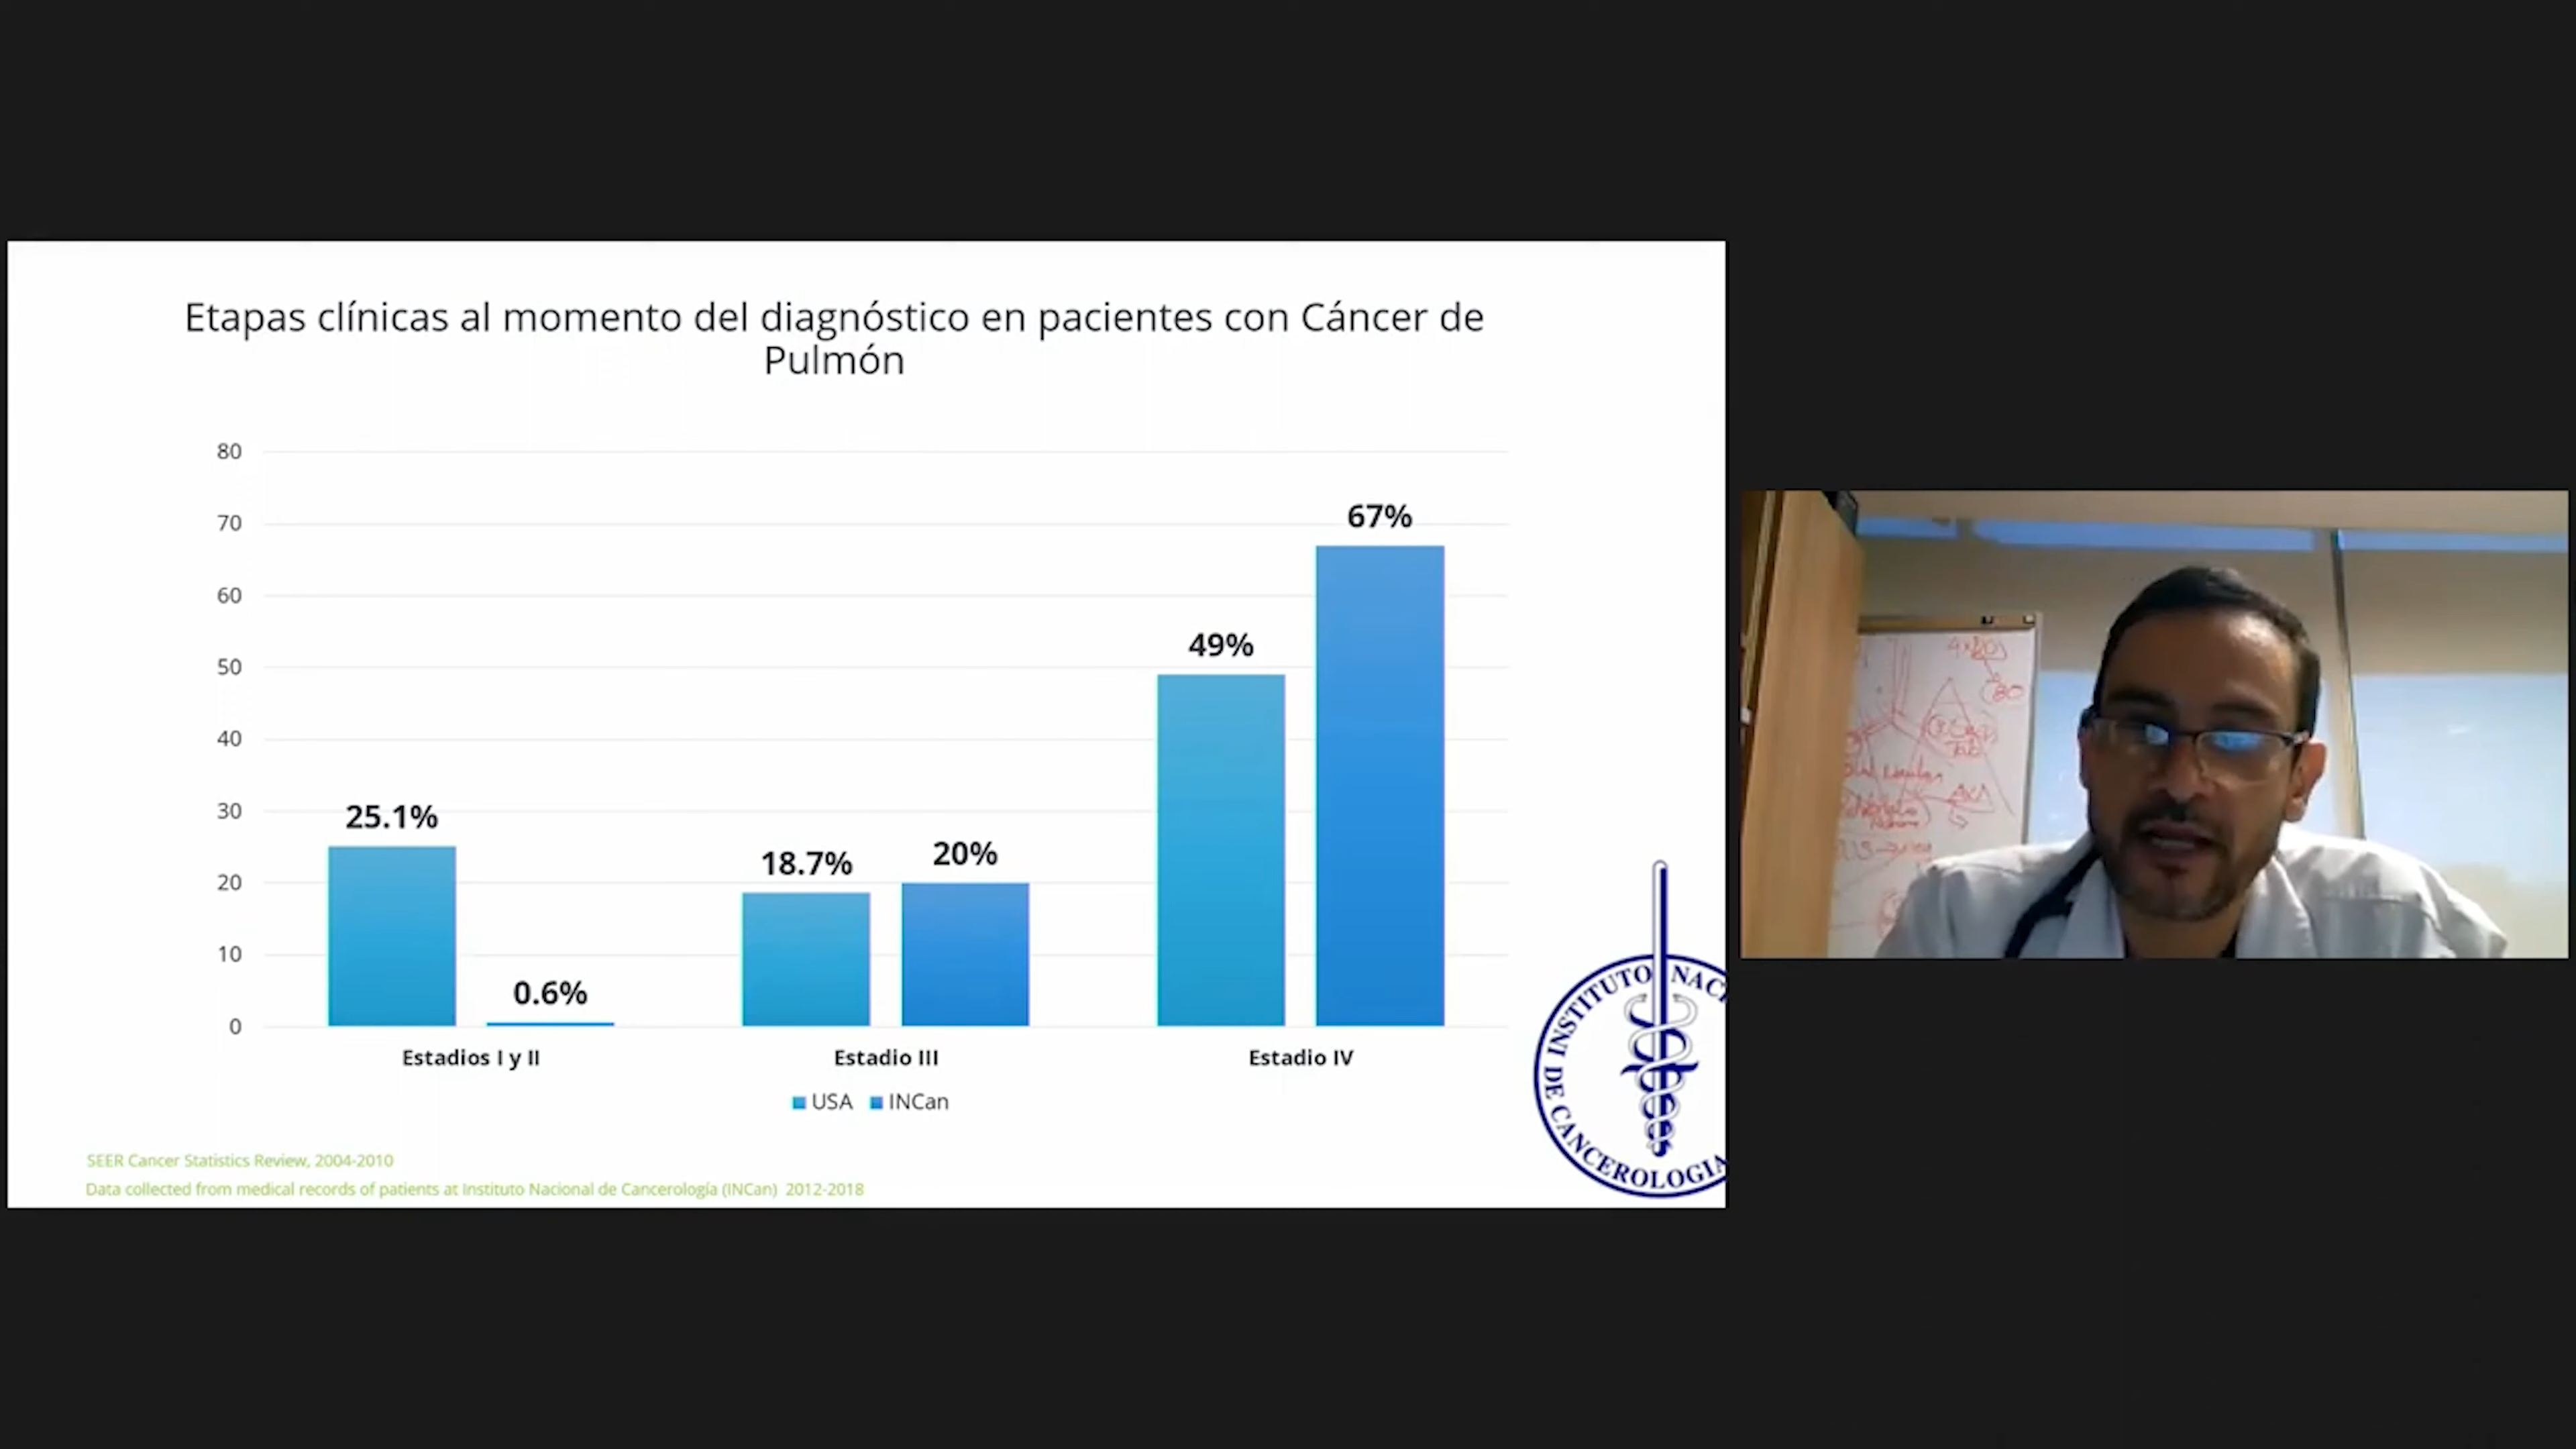 Etapas clínicas al momento del diagnóstico en pacientes con Cáncer de
Pulmón
80
70
60
50
40
30
20
10
0
25.1%
0.6%
18.7%
20%
49%
67%
Estadios I y II
Estadio III
Estadio IV
USA
INCan
SEER Cancer Statistics Review, 2004-2010
Data collected from medical records of patients at Instituto Nacional de Cancerología (INCan) 2012-2018
INSTITUTO
DE CANCEROLOGIA